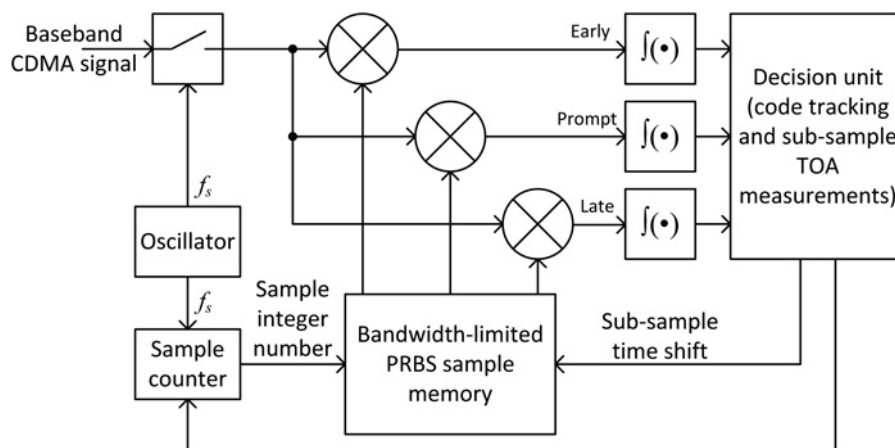 Baseband
CDMA signal
Early
∫(•)
Decision unit
(code tracking
and sub-sample
TOA
measurements)
Prompt
∫(•)
fs
Late
∫(•)
Oscillator
fs
Sample
integer
number
Sample
counter
Bandwidth-limited
PRBS sample
memory
Sub-sample
time shift